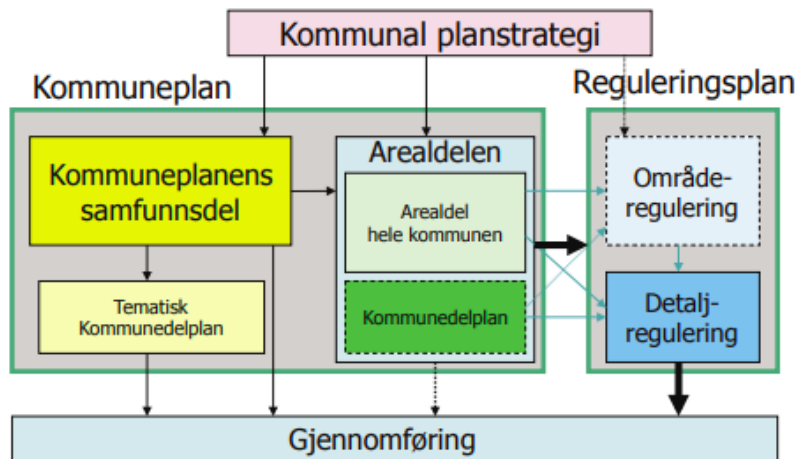 Kommunal planstrategi
Kommuneplan
Reguleringsplan
Kommuneplanens
samfunnsdel
Arealdelen
Arealdel
hele kommunen
Område-
regulering
Tematisk
Kommunedelplan
Kommunedelplan
Detalj-
regulering
Gjennomføring